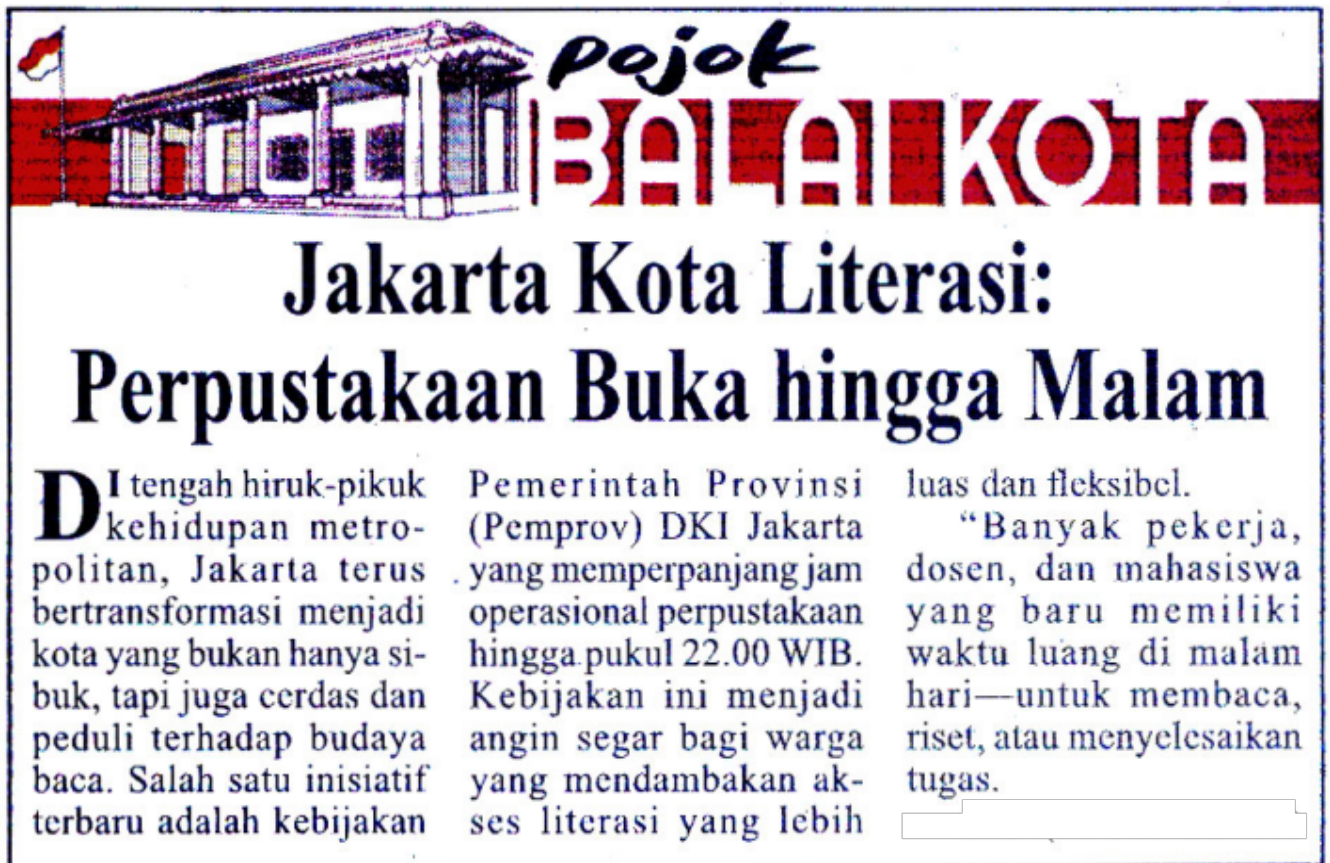 pojok
BALAI KOTA
Jakarta Kota Literasi:
Perpustakaan Buka hingga Malam
DI tengah hiruk-pikuk
kehidupan metro-
politan, Jakarta terus
bertransformasi menjadi
kota yang bukan hanya si-
buk, tapi juga cerdas dan
peduli terhadap budaya
baca. Salah satu inisiatif
terbaru adalah kebijakan
Pemerintah Provinsi
(Pemprov) DKI Jakarta
yang memperpanjang jam
operasional perpustakaan
hingga pukul 22.00 WIB.
Kebijakan ini menjadi
angin segar bagi warga
yang mendambakan ak-
ses literasi yang lebih
luas dan fleksibel.
“Banyak pekerja,
dosen, dan mahasiswa
yang baru memiliki
waktu luang di malam
hari—untuk membaca,
riset, atau menyelesaikan
tugas.